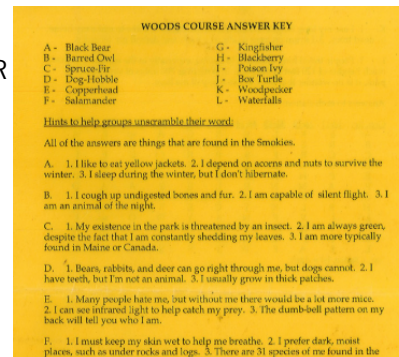 R
WOODS COURSE ANSWER KEY
A - Black Bear
B - Barred Owl
C - Spruce-Fir
D - Dog-Hobble
E - Copperhead
F - Salamander
G - Kingfisher
H - Blackberry
I - Poison Ivy
J - Box Turtle
K - Woodpecker
L - Waterfalls
Hints to help groups unscramble their word:
All of the answers are things that are found in the Smokies.
A. 1. I like to eat yellow jackets. 2. I depend on acorns and nuts to survive the
winter. 3. I sleep during the winter, but I don't hibernate.
B. 1. I cough up undigested bones and fur. 2. I am capable of silent flight. 3. I
am an animal of the night.
C. 1. My existence in the park is threatened by an insect. 2. I am always green,
despite the fact that I am constantly shedding my leaves. 3. I am more typically
found in Maine or Canada.
D. 1. Bears, rabbits, and deer can go right through me, but dogs cannot. 2. I
have teeth, but I'm not an animal. 3. I usually grow in thick patches.
E. 1. Many people hate me, but without me there would be a lot more mice.
2. I can see infrared light to help catch my prey. 3. The dumb-bell pattern on my
back will tell you who I am.
F. 1. I must keep my skin wet to help me breathe. 2. I prefer dark, moist
places, such as under rocks and logs. 3. There are 31 species of me found in the